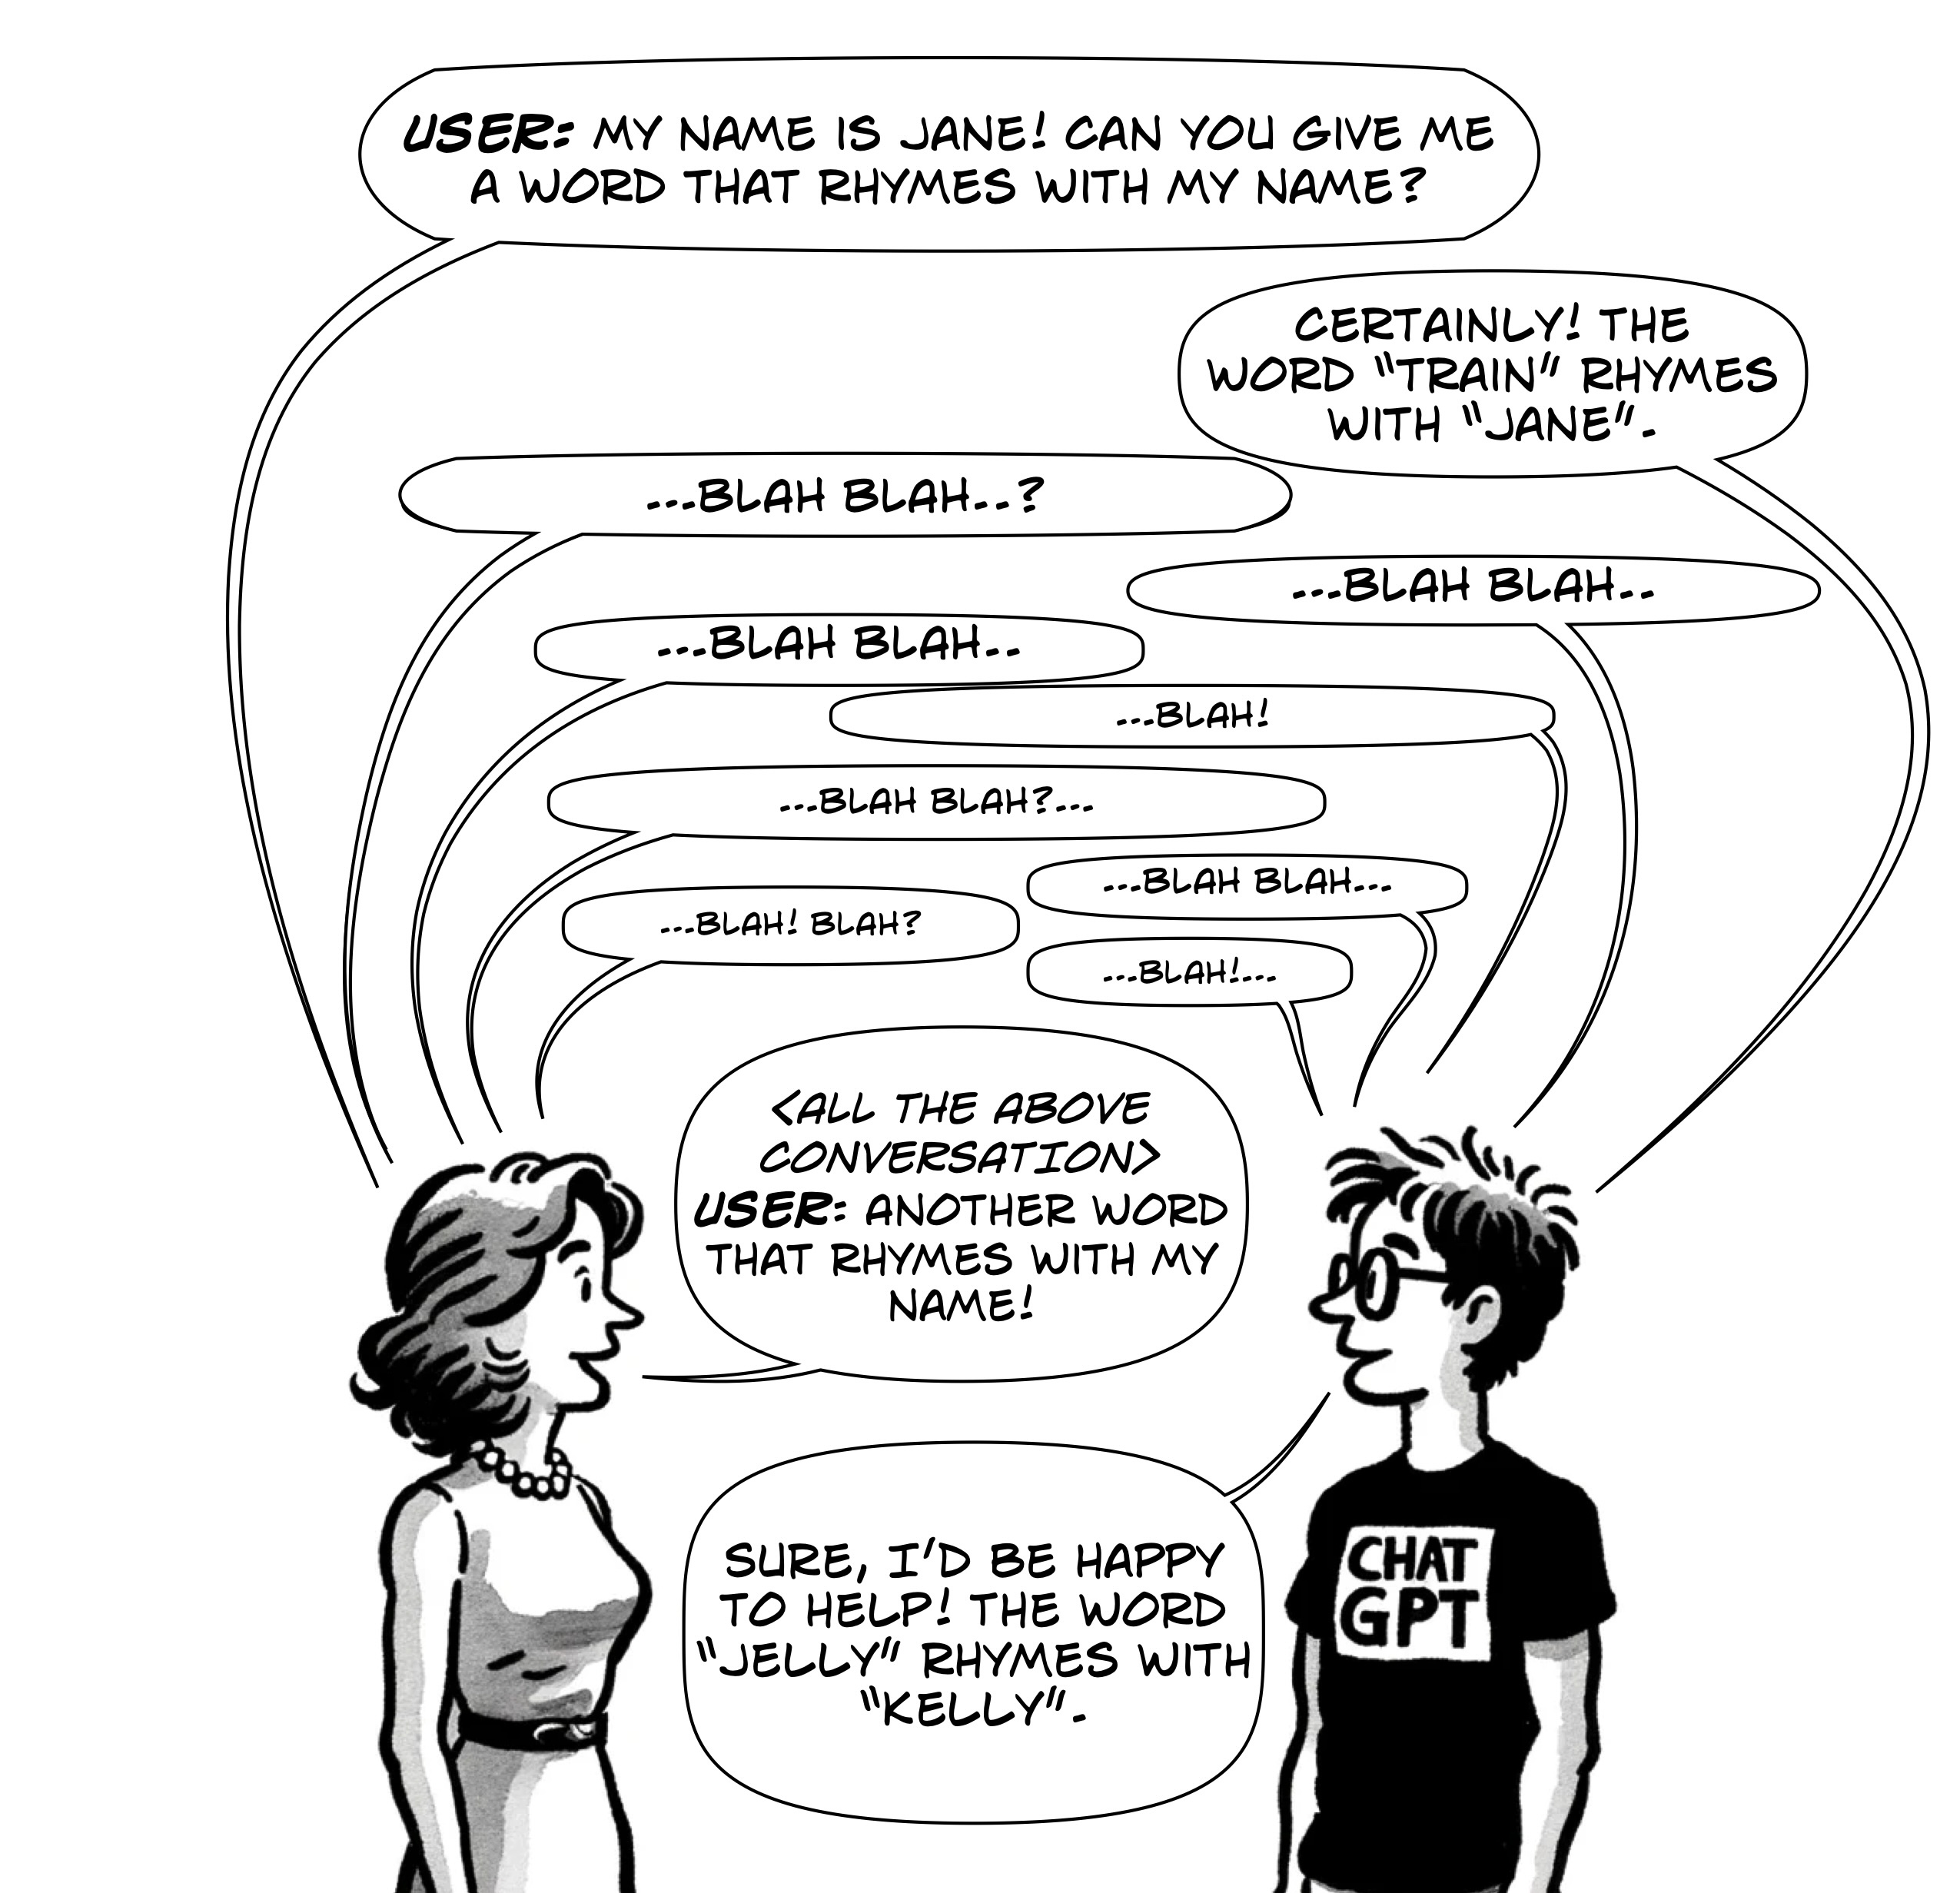 USER: MY NAME IS JANE! CAN YOU GIVE ME
A WORD THAT RHYMES WITH MY NAME?
CERTAINLY! THE
WORD "TRAIN" RHYMES
WITH "JANE".
...BLAH BLAH..?
...BLAH BLAH..
...BLAH BLAH..
...BLAH!
...BLAH BLAH?...
...BLAH BLAH...
...BLAH! BLAH?
...BLAH!...
<ALL THE ABOVE
CONVERSATION>
USER: ANOTHER WORD
THAT RHYMES WITH MY
NAME!
SURE, I'D BE HAPPY
TO HELP! THE WORD
"JELLY" RHYMES WITH
"KELLY".
CHAT
GPT